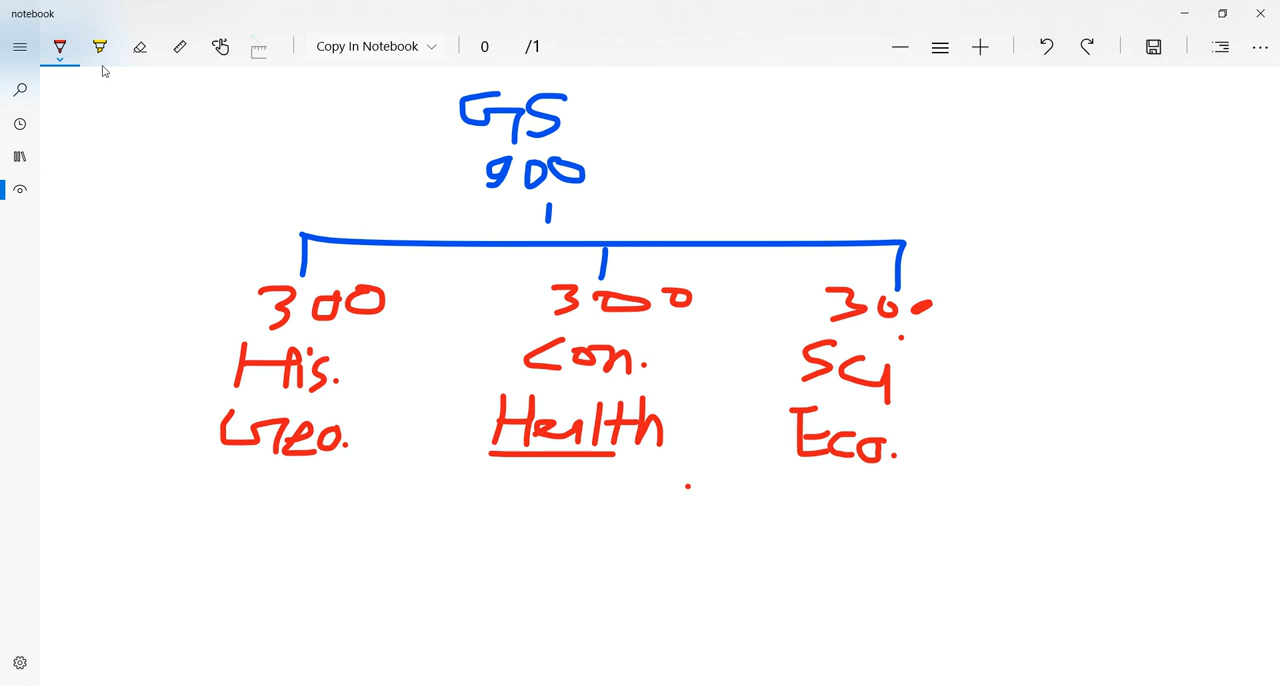 notebook
Copy In Notebook 0 /1
GS
900
300 300 300
His. Con. Sci
Geo. Health Eco.